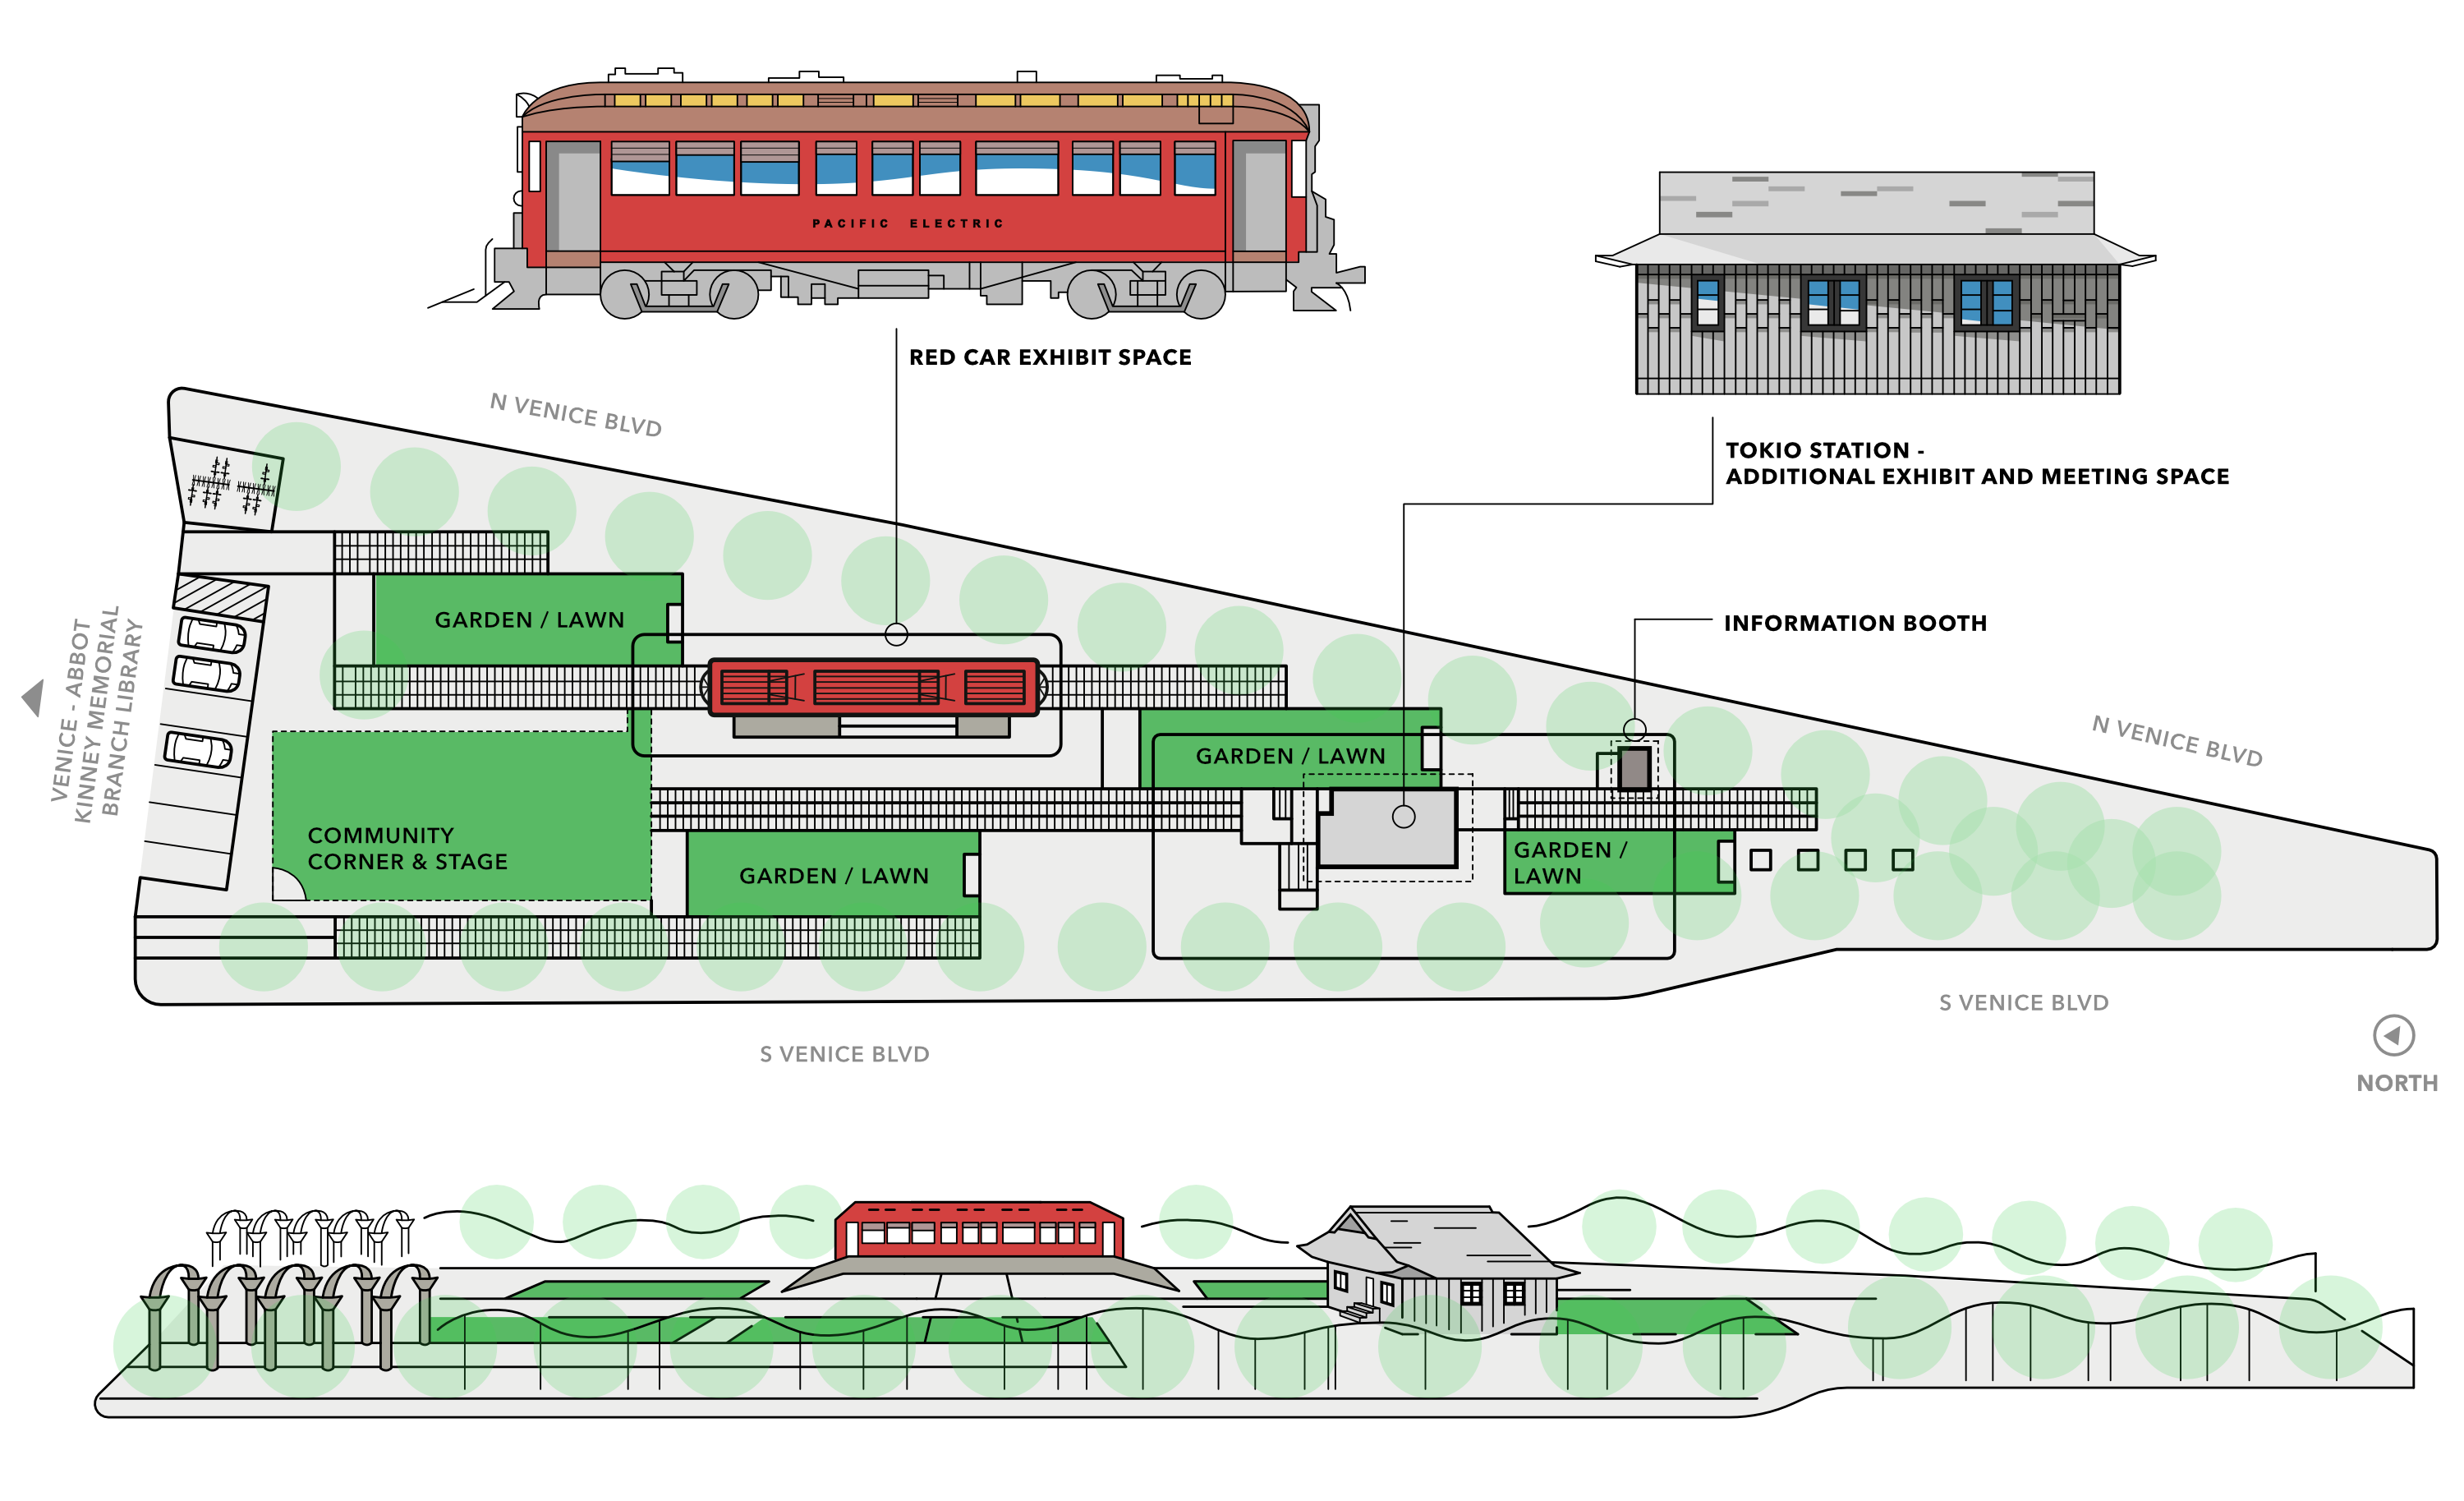 PACIFIC ELECTRIC
RED CAR EXHIBIT SPACE
N VENICE BLVD
TOKIO STATION -
ADDITIONAL EXHIBIT AND MEETING SPACE
INFORMATION BOOTH
VENICE - ABBOT
KINNEY MEMORIAL
BRANCH LIBRARY
GARDEN / LAWN
GARDEN / LAWN
N VENICE BLVD
COMMUNITY
CORNER & STAGE
GARDEN / LAWN
GARDEN /
LAWN
S VENICE BLVD
S VENICE BLVD
NORTH